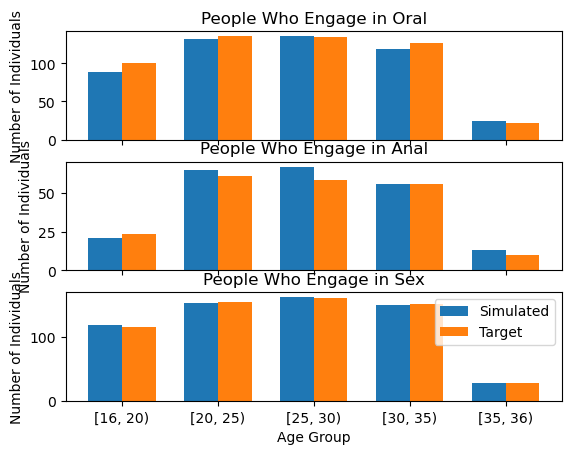 People Who Engage in Oral
Number of Individuals
100
50
0
People Who Engage in Anal
Number of Individuals
50
25
0
People Who Engage in Sex
Number of Individuals
100
0
Simulated
Target
[16, 20)
[20, 25)
[25, 30)
[30, 35)
[35, 36)
Age Group